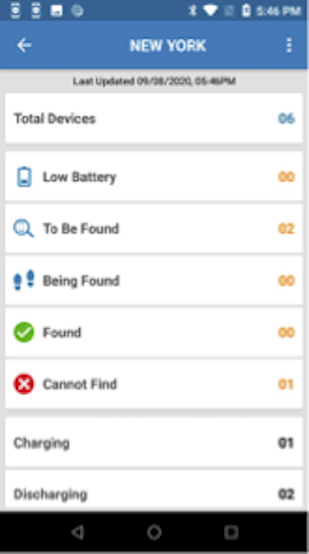 5:46 PM
NEW YORK
Last Updated 09/08/2020, 05:46PM
Total Devices 06
Low Battery 00
To Be Found 02
Being Found 00
Found 00
Cannot Find 01
Charging 01
Discharging 02